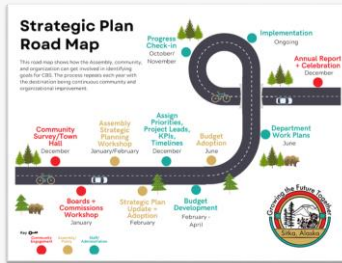 Strategic Plan
Road Map
This road map shows how the Assembly, community,
and organization can get involved in identifying
goals for CBS. The process repeats each year with
the destination being continuous community and
organizational improvement.
Progress
Check-in
October/
November
Implementation
Ongoing
Annual Report
+ Celebration
December
Community
Survey/Town
Hall
December
Assembly
Strategic
Planning
Workshop
January/February
Assign
Priorities,
Project Leads,
KPIs,
Timelines
December
Budget
Adoption
June
Department
Work Plans
June
Boards +
Commissions
Workshop
January
Strategic Plan
Update +
Adoption
February
Budget
Development
February -
April
Key
Community
Engagement
Growing the Future Together
Sitka, Alaska